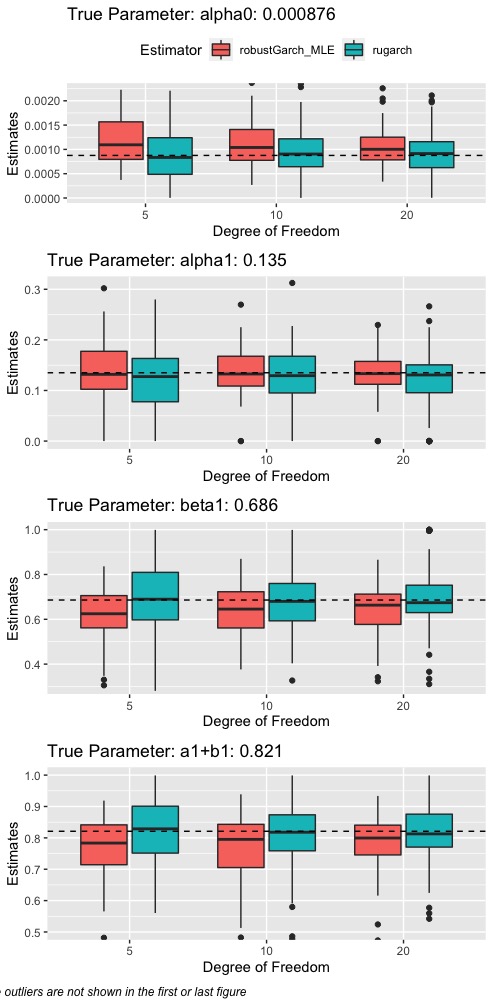 True Parameter: alpha0: 0.000876
Estimator robustGarch_MLE rugarch
0.0020
0.0015
0.0010
0.0005
0.0000
Estimates
5 10 20
Degree of Freedom
True Parameter: alpha1: 0.135
0.3
0.2
0.1
0.0
Estimates
5 10 20
Degree of Freedom
True Parameter: beta1: 0.686
1.0
0.8
0.6
0.4
Estimates
5 10 20
Degree of Freedom
True Parameter: a1+b1: 0.821
1.0
0.9
0.8
0.7
0.6
0.5
Estimates
5 10 20
Degree of Freedom
outliers are not shown in the first or last figure